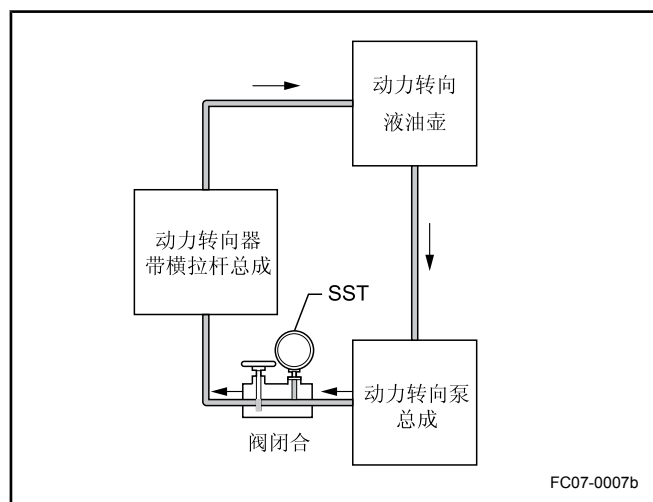 动力转向
液油壶
动力转向器
带横拉杆总成
SST
动力转向泵
总成
阀闭合
FC07-0007b